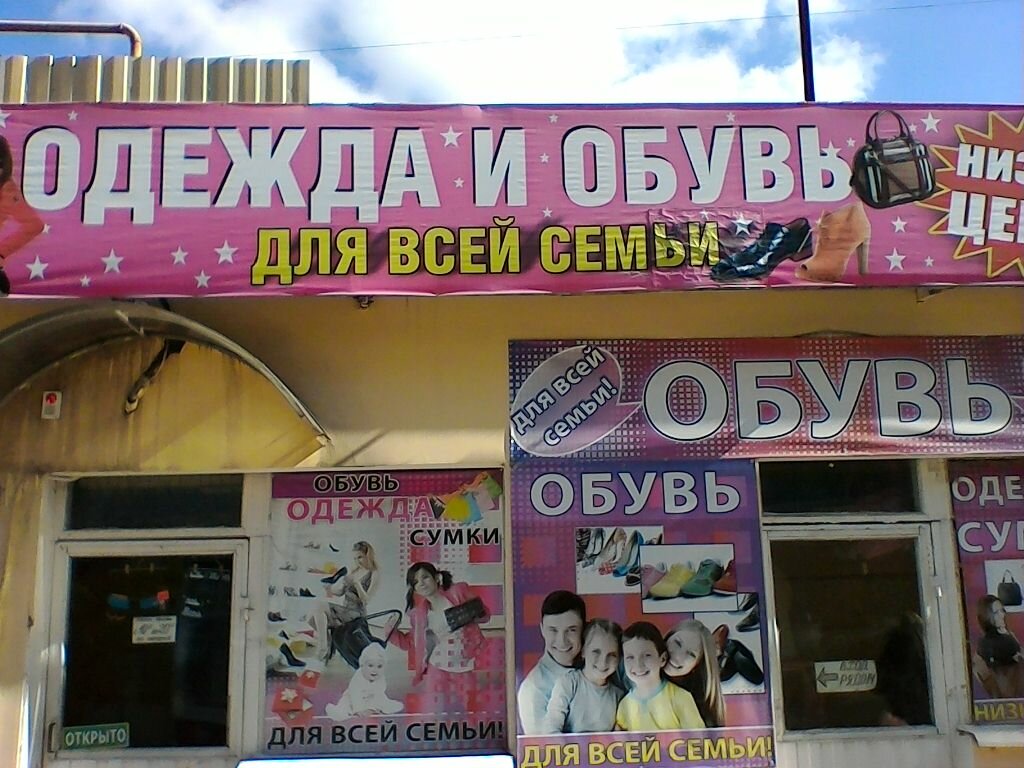 ОДЕЖДА И ОБУВЬ
ДЛЯ ВСЕЙ СЕМЬИ
для всей
семьи!
ОБУВЬ
ОБУВЬ
ОДЕЖДА
СУМКИ
ДЛЯ ВСЕЙ СЕМЬИ!
ОБУВЬ
ДЛЯ ВСЕЙ СЕМЬИ!
ОТКРЫТО
РЯДОМ